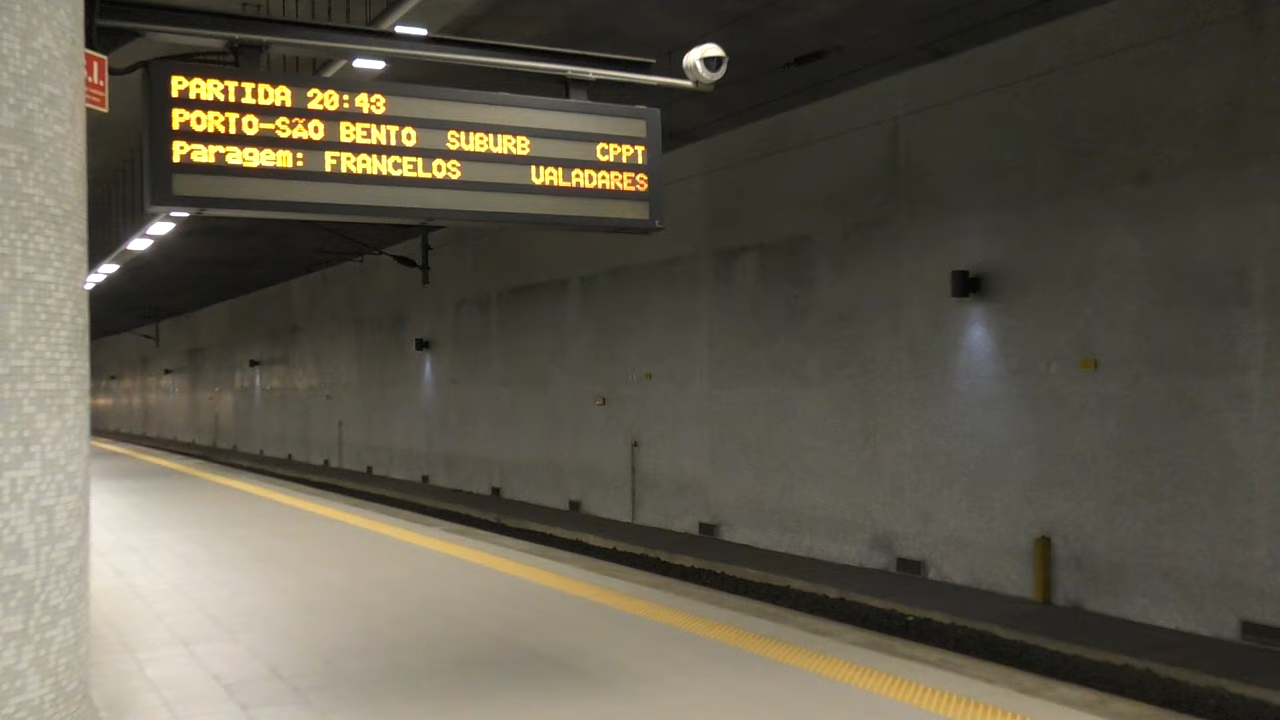 PARTIDA 20:43
PORTO-SÃO BENTO SUBURB CPPT
Paragem: FRANCELOS VALADARES